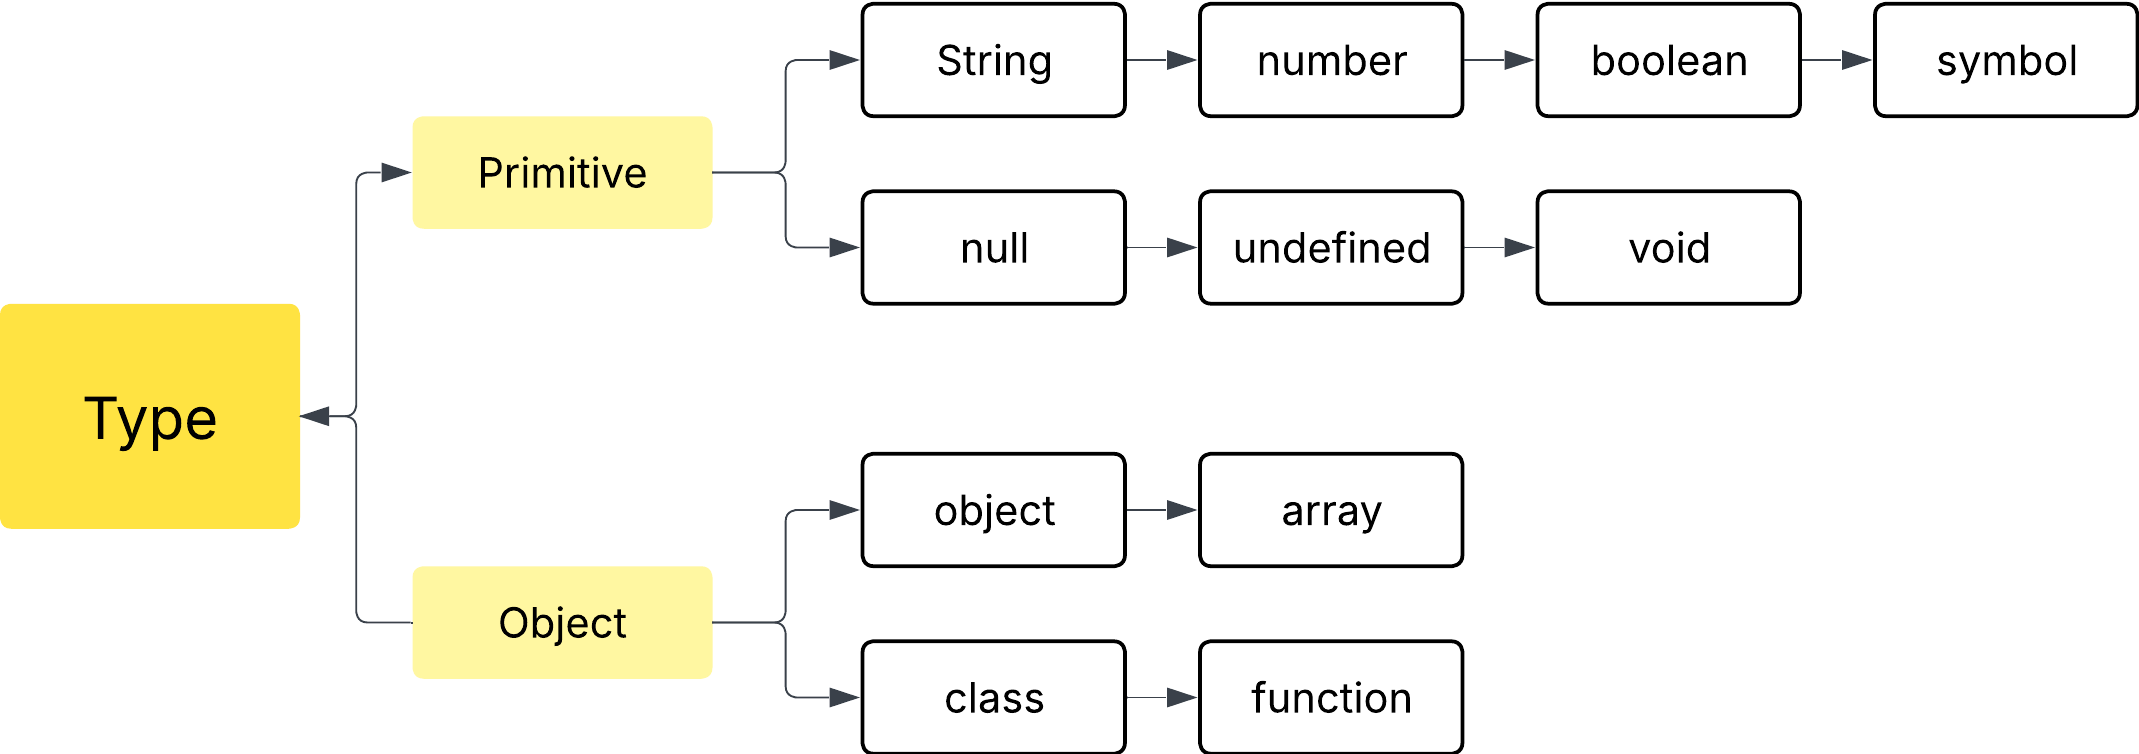 String
number
boolean
symbol
Primitive
null
undefined
void
Type
object
array
Object
class
function